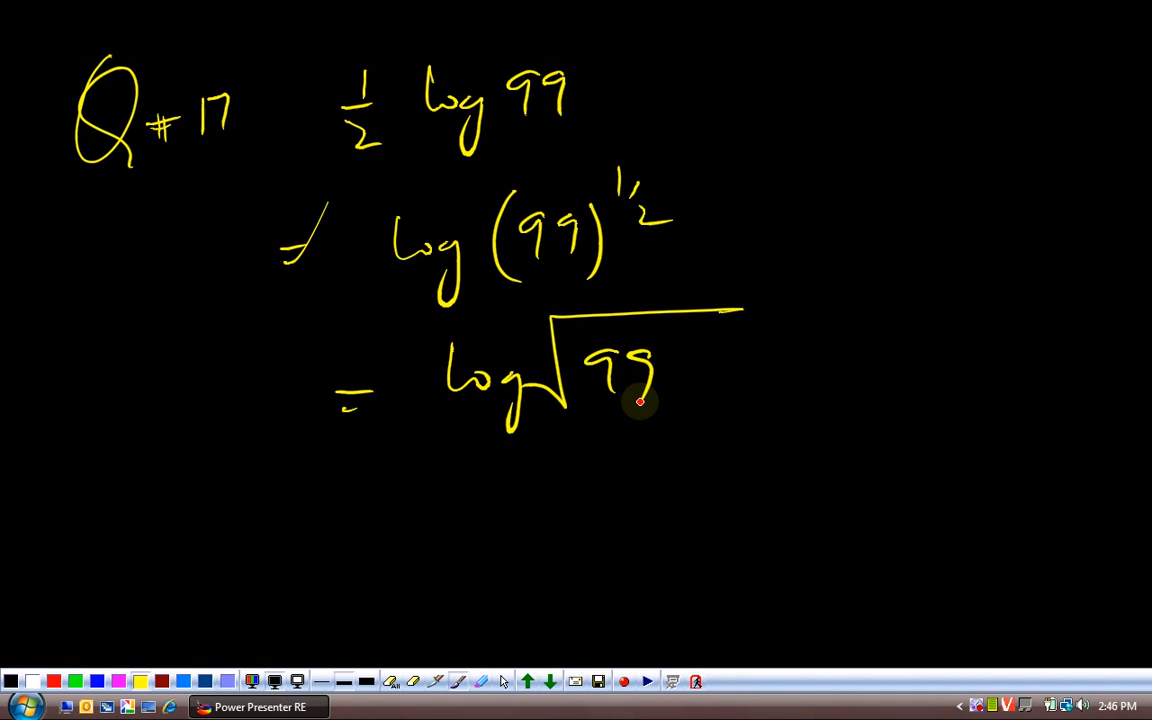 Q # 17 1/2 log 99
= log (99)^1/2
= log √99
Power Presenter RE
2:46 PM